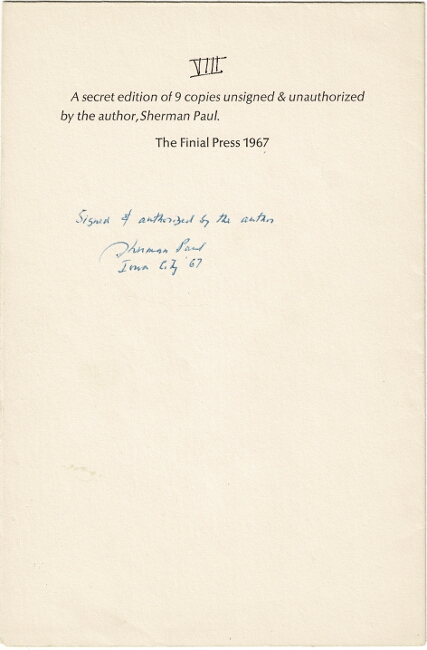 VIII
A secret edition of 9 copies unsigned & unauthorized
by the author, Sherman Paul.
The Finial Press 1967
Signed & authorized by the author
Sherman Paul
Iowa City '67